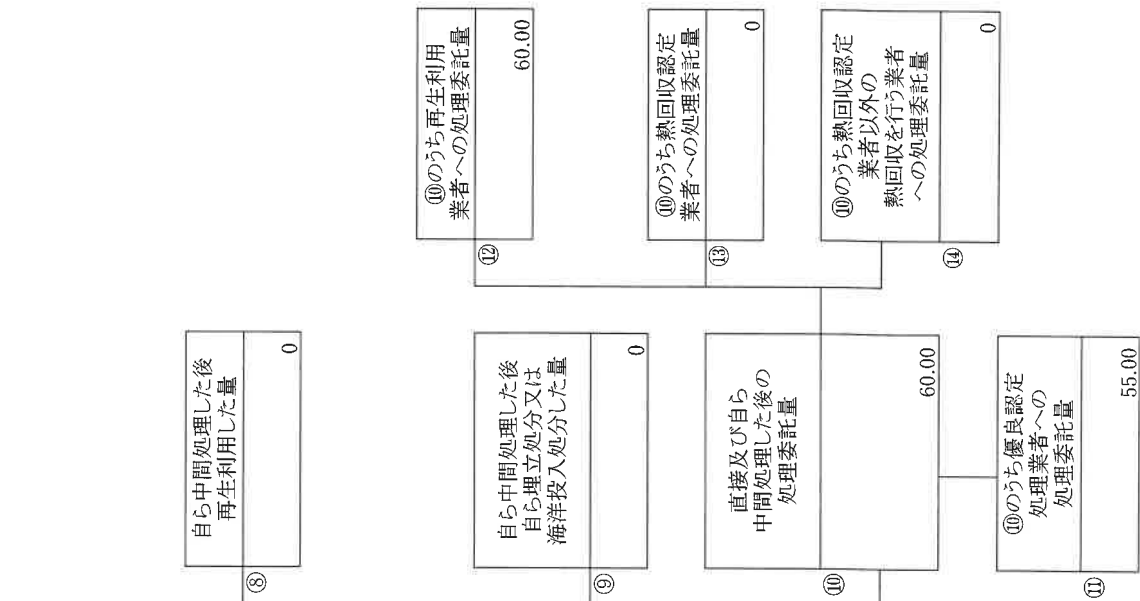 自ら中間処理した後
再生利用した量
0
⑧
自ら中間処理した後
自ら埋立処分又は
海洋投入処分した量
0
⑨
直接及び自ら
中間処理した後の
処理委託量
60.00
⑩
⑩のうち優良認定
処理業者への
処理委託量
55.00
⑪
⑩のうち再生利用
業者への処理委託量
60.00
⑫
⑩のうち熱回収認定
業者への処理委託量
0
⑬
⑩のうち熱回収認定
業者以外の
熱回収を行う業者
への処理委託量
0
⑭